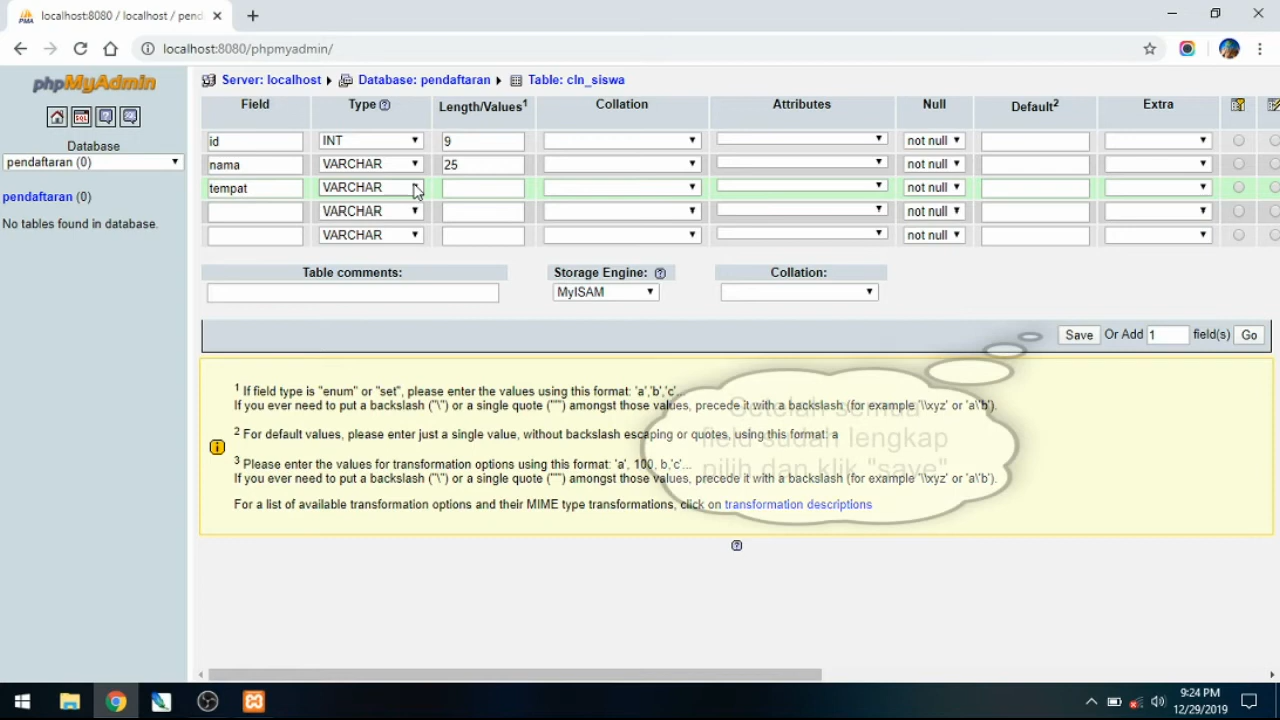 localhost:8080 / localhost / pend
localhost:8080/phpmyadmin/
phpMyAdmin
Database
pendaftaran (0)
pendaftaran (0)
No tables found in database.
Server: localhost Database: pendaftaran Table: cln_siswa
Field Type Length/Values1 Collation Attributes Null Default2 Extra
id INT 9 not null
nama VARCHAR 25 not null
tempat VARCHAR not null
VARCHAR not null
VARCHAR not null
Table comments: Storage Engine: Collation:
MyISAM
Save Or Add 1 field(s) Go
1 If field type is "enum" or "set", please enter the values using this format: 'a','b','c'...
If you ever need to put a backslash ("\") or a single quote ("'") amongst those values, precede it with a backslash (for example '\\xyz' or 'a\'b').
2 For default values, please enter just a single value, without backslash escaping or quotes, using this format: a
3 Please enter the values for transformation options using this format: 'a', 100, b,'c'...
If you ever need to put a backslash ("\") or a single quote ("'") amongst those values, precede it with a backslash (for example '\\xyz' or 'a\'b').
For a list of available transformation options and their MIME type transformations, click on transformation descriptions
Setelah semua
field sudah lengkap
pilih dan klik "save"
9:24 PM
12/29/2019